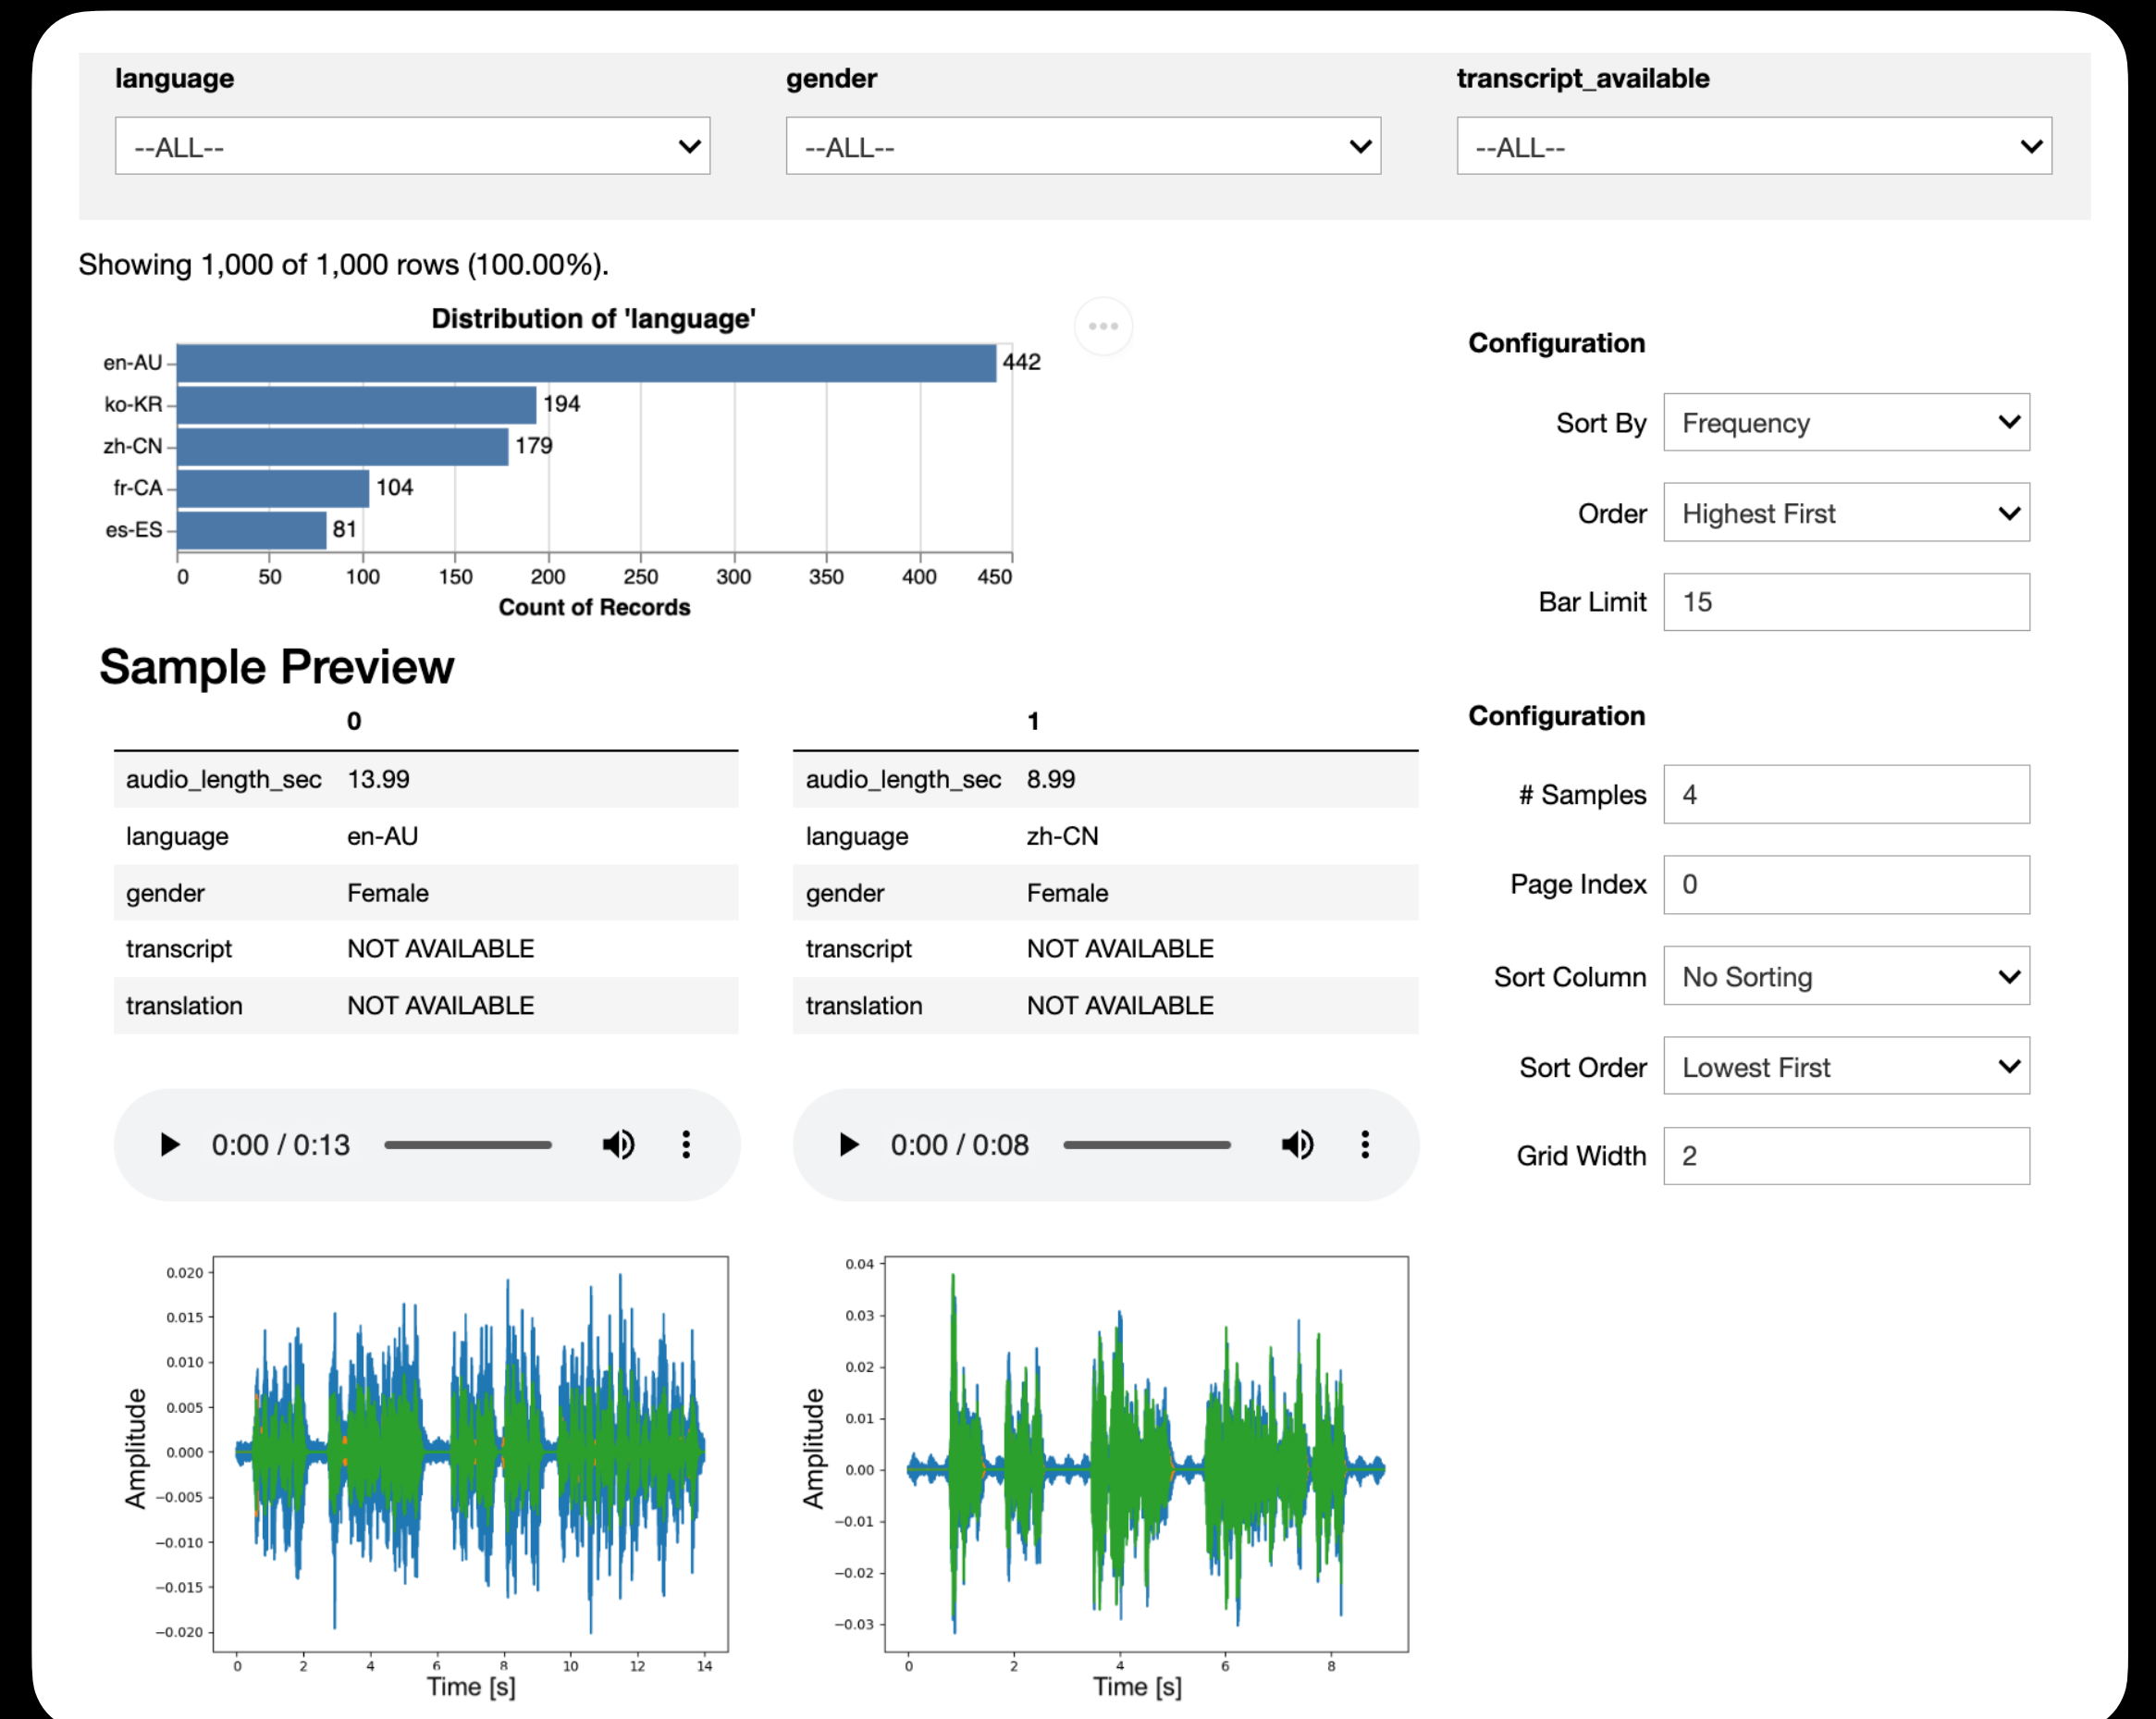 language
gender
transcript_available
--ALL--
--ALL--
--ALL--
Showing 1,000 of 1,000 rows (100.00%).
Distribution of 'language'
en-AU 442
ko-KR 194
zh-CN 179
fr-CA 104
es-ES 81
0 50 100 150 200 250 300 350 400 450
Count of Records
Configuration
Sort By Frequency
Order Highest First
Bar Limit 15
Sample Preview
0
audio_length_sec 13.99
language en-AU
gender Female
transcript NOT AVAILABLE
translation NOT AVAILABLE
0:00 / 0:13
0.020
0.015
0.010
0.005
0.000
−0.005
−0.010
−0.015
−0.020
Amplitude
0 2 4 6 8 10 12 14
Time [s]
1
audio_length_sec 8.99
language zh-CN
gender Female
transcript NOT AVAILABLE
translation NOT AVAILABLE
0:00 / 0:08
0.04
0.03
0.02
0.01
0.00
−0.01
−0.02
−0.03
Amplitude
0 2 4 6 8
Time [s]
Configuration
# Samples 4
Page Index 0
Sort Column No Sorting
Sort Order Lowest First
Grid Width 2